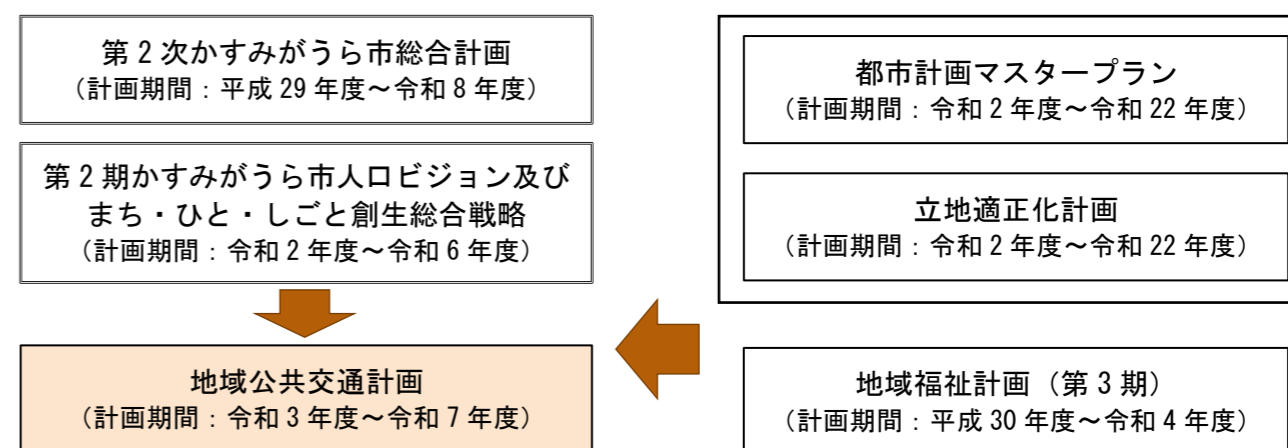 第2次かすみがうら市総合計画
(計画期間：平成29年度～令和8年度)
第2期かすみがうら市人口ビジョン及び
まち・ひと・しごと創生総合戦略
(計画期間：令和2年度～令和6年度)
地域公共交通計画
(計画期間：令和3年度～令和7年度)
都市計画マスタープラン
(計画期間：令和2年度～令和22年度)
立地適正化計画
(計画期間：令和2年度～令和22年度)
地域福祉計画（第3期）
(計画期間：平成30年度～令和4年度)